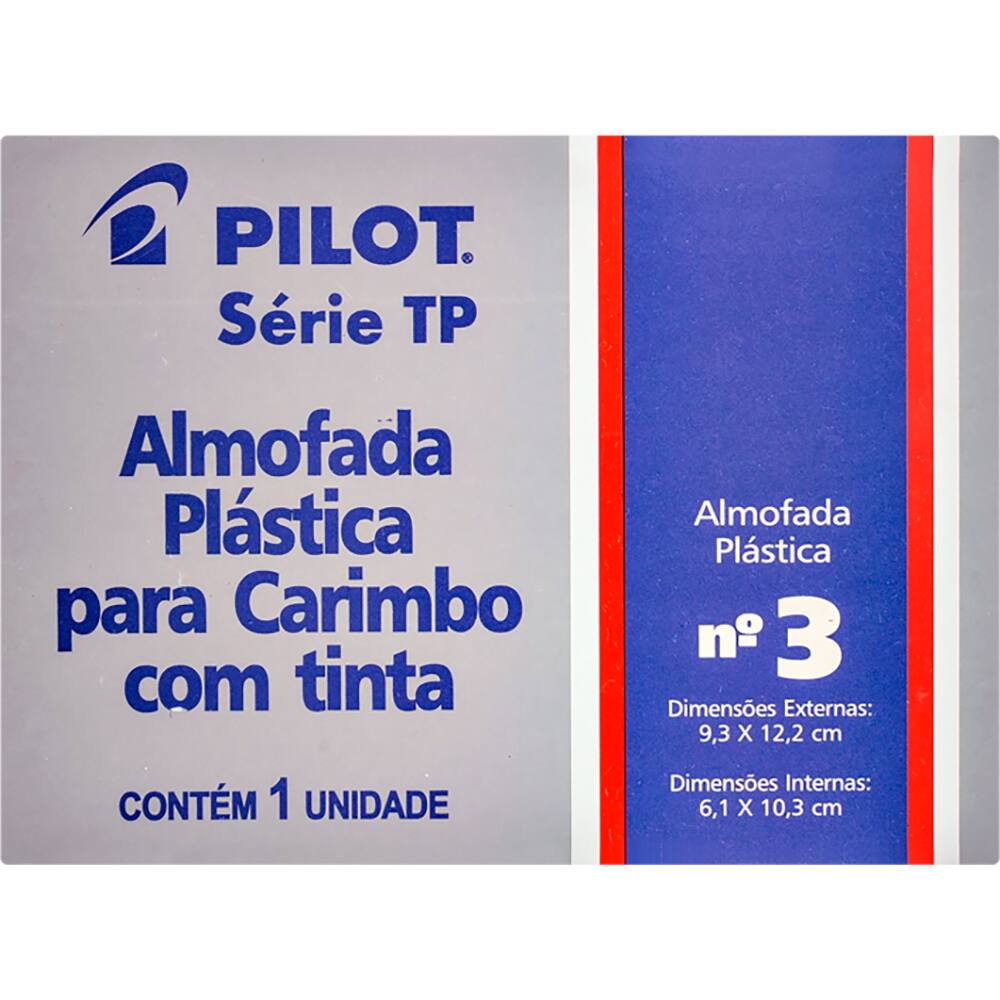 PILOT®
Série TP
Almofada
Plástica
para Carimbo
com tinta
CONTÉM 1 UNIDADE
Almofada
Plástica
nº 3
Dimensões Externas:
9,3 X 12,2 cm
Dimensões Internas:
6,1 X 10,3 cm